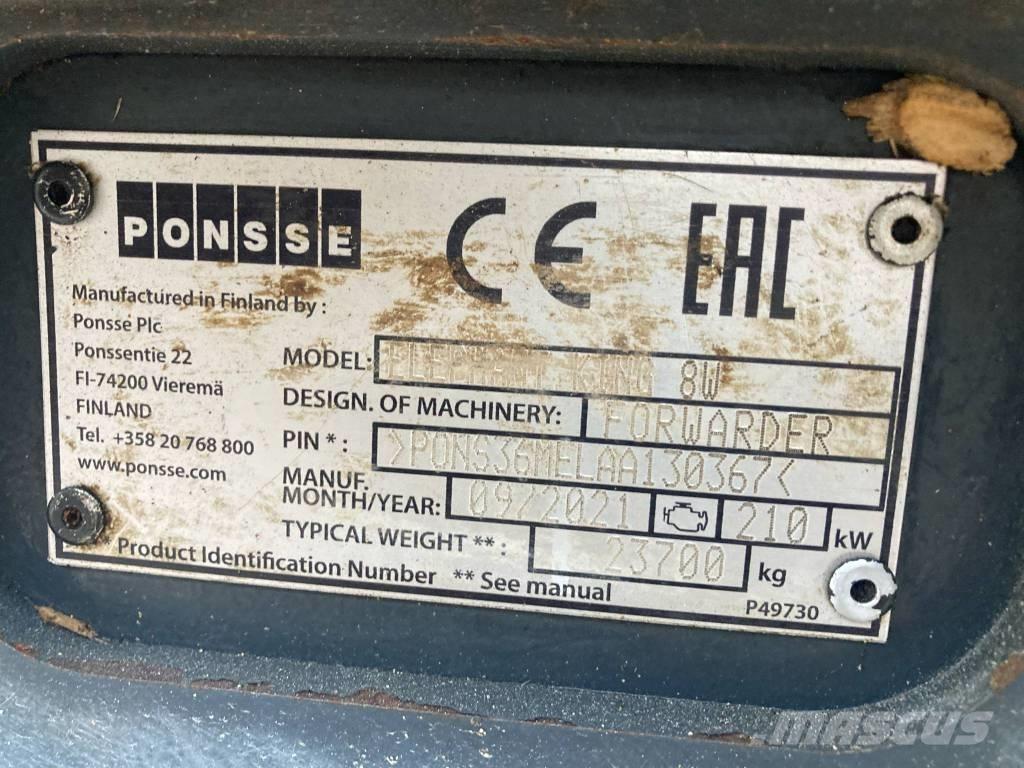 PONSSE CE EAC
Manufactured in Finland by :
Ponsse Plc
Ponssentie 22
FI-74200 Vieremä
FINLAND
Tel. +358 20 768 800
www.ponsse.com
MODEL: ELEPHANT KING 8W
DESIGN. OF MACHINERY: FORWARDER
PIN * : >PONS36MELAA130367<
MANUF.
MONTH/YEAR: 09/2021 210 kW
TYPICAL WEIGHT ** : 23700 kg
Product Identification Number ** See manual
P49730
MASCUS